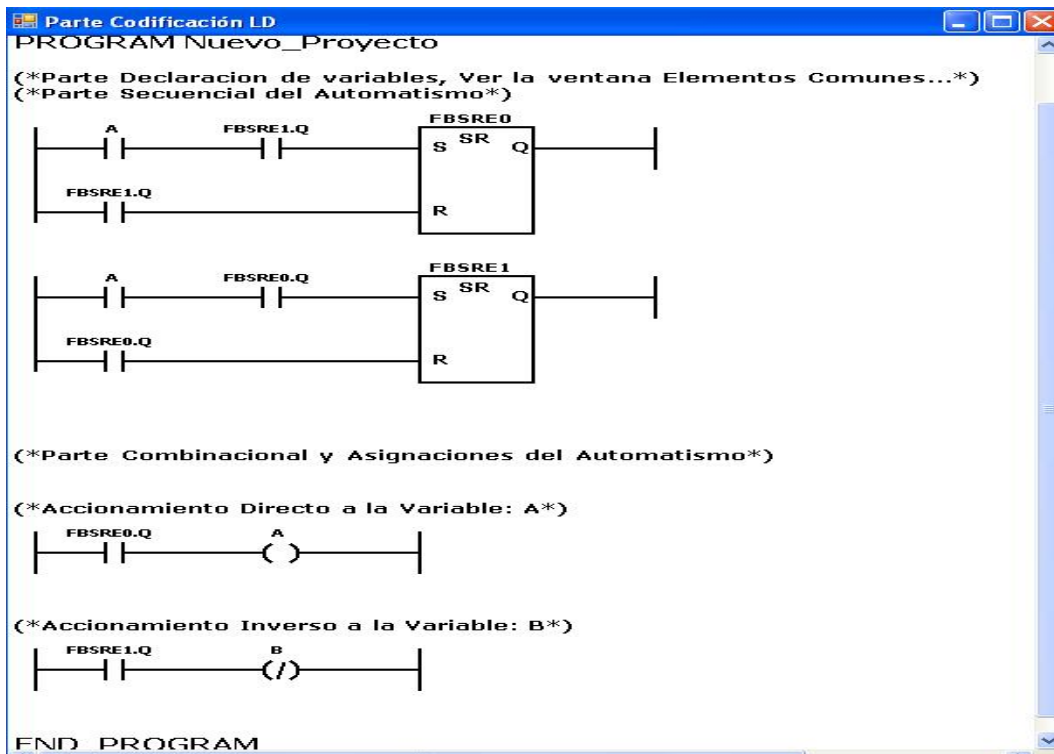 Parte Codificación LD
PROGRAM Nuevo_Proyecto
(*Parte Declaracion de variables, Ver la ventana Elementos Comunes...*)
(*Parte Secuencial del Automatismo*)
A FBSRE1.Q FBSRE0
S SR Q
FBSRE1.Q
R
A FBSRE0.Q FBSRE1
S SR Q
FBSRE0.Q
R
(*Parte Combinacional y Asignaciones del Automatismo*)
(*Accionamiento Directo a la Variable: A*)
FBSRE0.Q A
( )
(*Accionamiento Inverso a la Variable: B*)
FBSRE1.Q B
(/)
END_PROGRAM